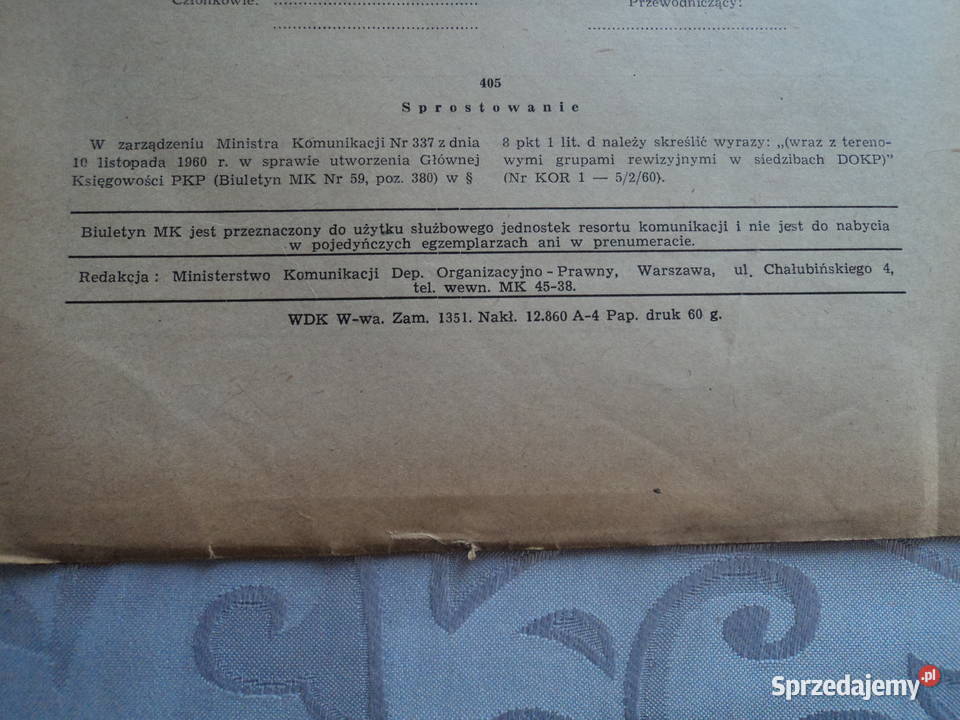 Członkowie: ........................................
Przewodniczący:
........................................
........................................
405
Sprostowanie
W zarządzeniu Ministra Komunikacji Nr 337 z dnia
10 listopada 1960 r. w sprawie utworzenia Głównej
Księgowości PKP (Biuletyn MK Nr 59, poz. 380) w §
8 pkt 1 lit. d należy skreślić wyrazy: „(wraz z tereno-
wymi grupami rewizyjnymi w siedzibach DOKP)”
(Nr KOR 1 — 5/2/60).
Biuletyn MK jest przeznaczony do użytku służbowego jednostek resortu komunikacji i nie jest do nabycia
w pojedyńczych egzemplarzach ani w prenumeracie.
Redakcja: Ministerstwo Komunikacji Dep. Organizacyjno-Prawny, Warszawa, ul. Chałubińskiego 4,
tel. wewn. MK 45-38.
WDK W-wa. Zam. 1351. Nakł. 12.860 A-4 Pap. druk 60 g.
Sprzedajemy.pl